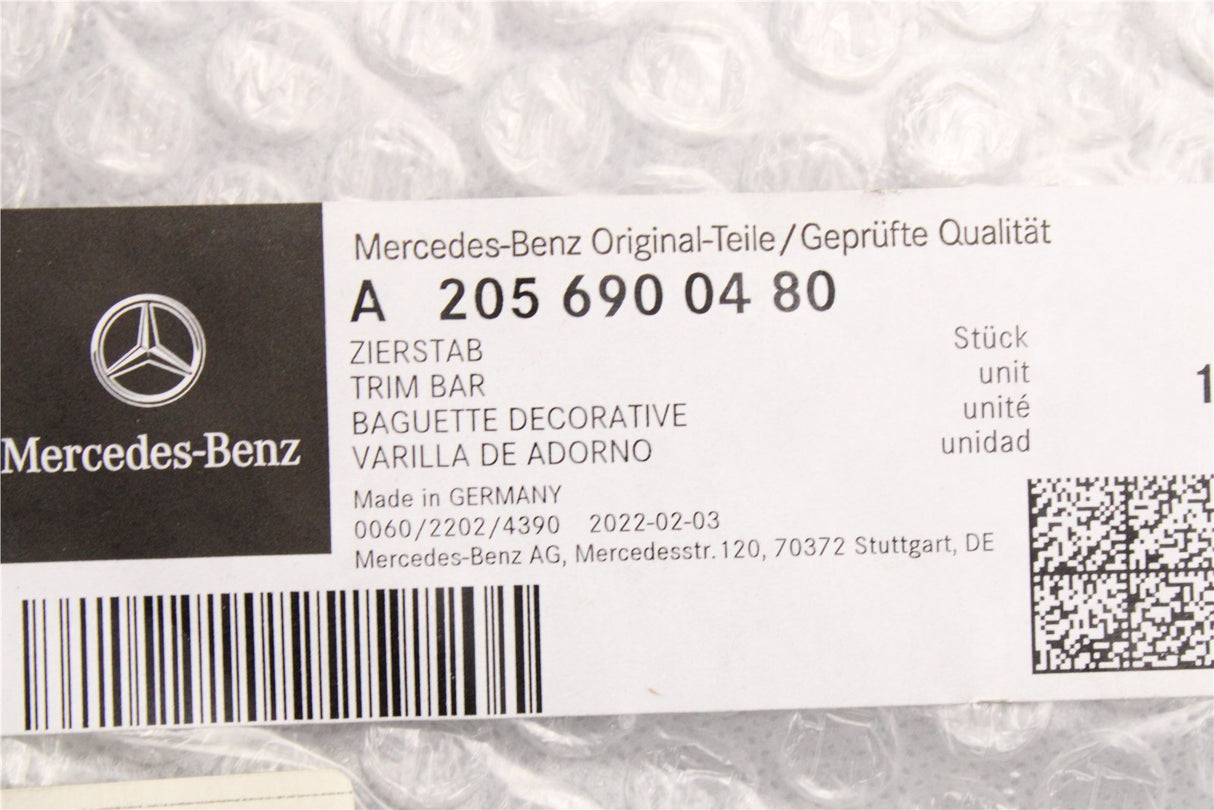 Mercedes-Benz
Mercedes-Benz Original-Teile/Geprüfte Qualität
A 205 690 04 80
ZIERSTAB
TRIM BAR
BAGUETTE DECORATIVE
VARILLA DE ADORNO
Stück
unit
unité
unidad
1
Made in GERMANY
0060/2202/4390 2022-02-03
Mercedes-Benz AG, Mercedesstr.120, 70372 Stuttgart, DE